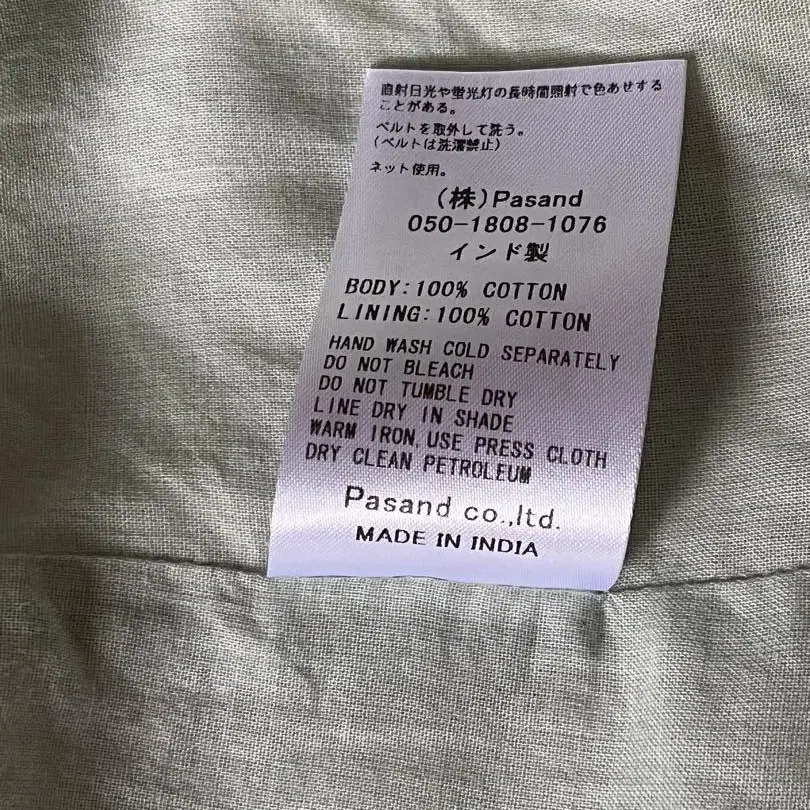 直射日光や蛍光灯の長時間照射で色あせする
ことがある。
ベルトを取外して洗う。
(ベルトは洗濯禁止)
ネット使用。
(株)Pasand
050-1808-1076
インド製
BODY:100% COTTON
LINING:100% COTTON
HAND WASH COLD SEPARATELY
DO NOT BLEACH
DO NOT TUMBLE DRY
LINE DRY IN SHADE
WARM IRON,USE PRESS CLOTH
DRY CLEAN PETROLEUM
Pasand co.,ltd.
MADE IN INDIA